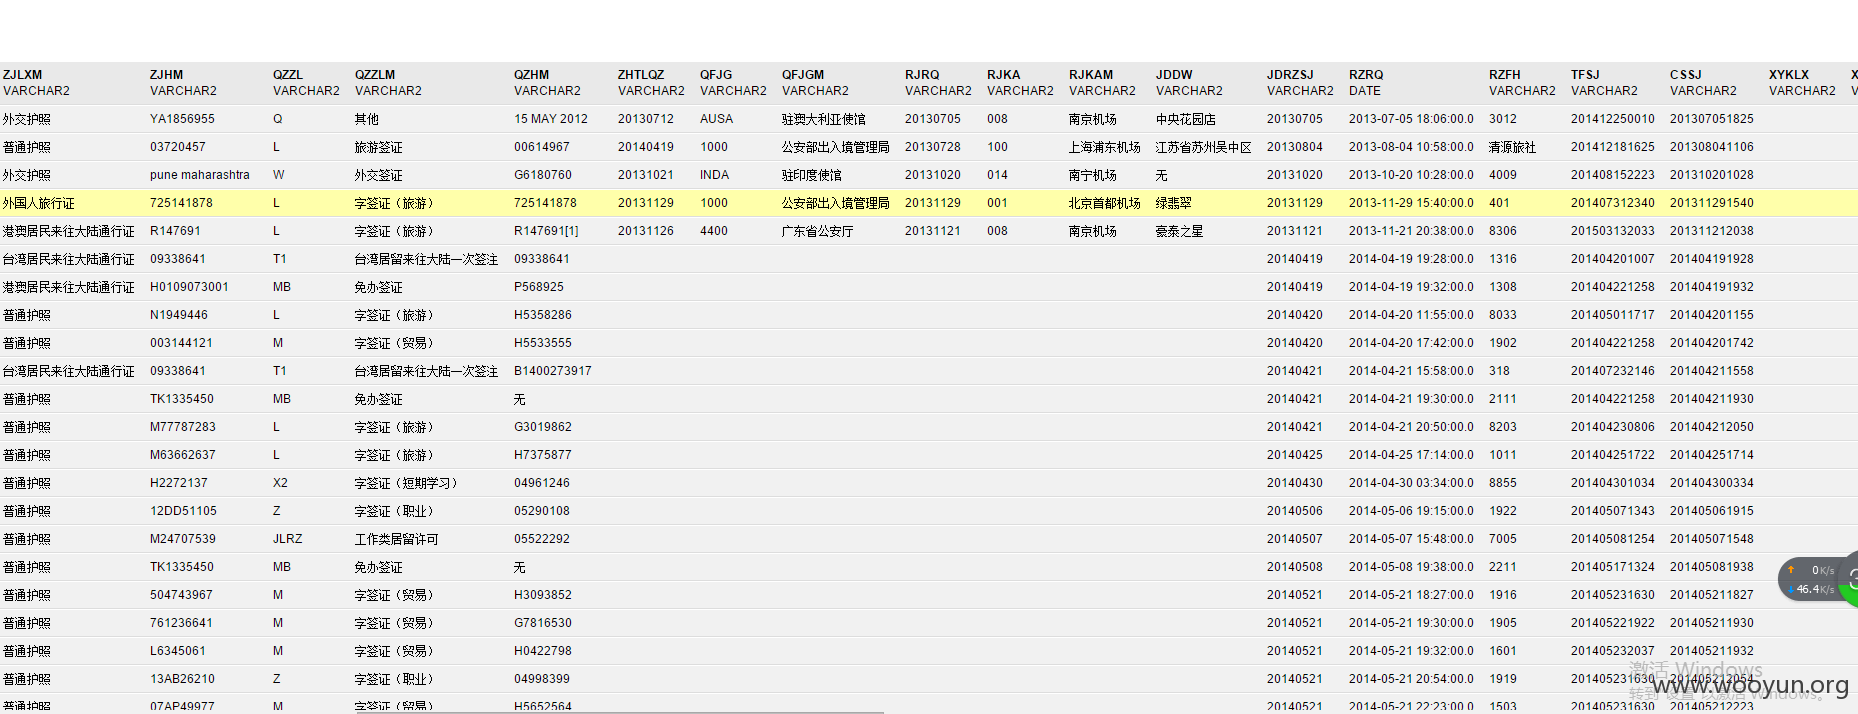 ZJLXM ZJHM QZZL QZZLM QZHM ZHTLQZ QFJG QFJGM RJRQ RJKA RJKAM JDDW JDRZSJ RZRQ RZFH TFSJ CSSJ XYKLX
VARCHAR2 VARCHAR2 VARCHAR2 VARCHAR2 VARCHAR2 VARCHAR2 VARCHAR2 VARCHAR2 VARCHAR2 VARCHAR2 VARCHAR2 VARCHAR2 VARCHAR2 DATE VARCHAR2 VARCHAR2 VARCHAR2 VARCHAR2
外交护照 YA1856955 Q 其他 15 MAY 2012 20130712 AUSA 驻澳大利亚使馆 20130705 008 南京机场 中央花园店 20130705 2013-07-05 18:06:00.0 3012 201412250010 201307051825
普通护照 03720457 L 旅游签证 00614967 20140419 1000 公安部出入境管理局 20130728 100 上海浦东机场 江苏省苏州吴中区 20130804 2013-08-04 10:58:00.0 清源旅社 201412181625 201308041106
外交护照 pune maharashtra W 外交签证 G6180760 20131021 INDA 驻印度使馆 20131020 014 南宁机场 无 20131020 2013-10-20 10:28:00.0 4009 201408152223 201310201028
外国人旅行证 725141878 L 字签证（旅游） 725141878 20131129 1000 公安部出入境管理局 20131129 001 北京首都机场 绿翡翠 20131129 2013-11-29 15:40:00.0 401 201407312340 201311291540
港澳居民来往大陆通行证 R147691 L 字签证（旅游） R147691[1] 20131126 4400 广东省公安厅 20131121 008 南京机场 豪泰之星 20131121 2013-11-21 20:38:00.0 8306 201503132033 201311212038
台湾居民来往大陆通行证 09338641 T1 台湾居留来往大陆一次签注 09338641 20140419 2014-04-19 19:28:00.0 1316 201404201007 201404191928
港澳居民来往大陆通行证 H0109073001 MB 免办签证 P568925 20140419 2014-04-19 19:32:00.0 1308 201404221258 201404191932
普通护照 N1949446 L 字签证（旅游） H5358286 20140420 2014-04-20 11:55:00.0 8033 201405011717 201404201155
普通护照 003144121 M 字签证（贸易） H5533555 20140420 2014-04-20 17:42:00.0 1902 201404221258 201404201742
台湾居民来往大陆通行证 09338641 T1 台湾居留来往大陆一次签注 B1400273917 20140421 2014-04-21 15:58:00.0 318 201407232146 201404211558
普通护照 TK1335450 MB 免办签证 无 20140421 2014-04-21 19:30:00.0 2111 201404221258 201404211930
普通护照 M77787283 L 字签证（旅游） G3019862 20140421 2014-04-21 20:50:00.0 8203 201404230806 201404212050
普通护照 M63662637 L 字签证（旅游） H7375877 20140425 2014-04-25 17:14:00.0 1011 201404251722 201404251714
普通护照 H2272137 X2 字签证（短期学习） 04961246 20140430 2014-04-30 03:34:00.0 8855 201404301034 201404300334
普通护照 12DD51105 Z 字签证（职业） 05290108 20140506 2014-05-06 19:15:00.0 1922 201405071343 201405061915
普通护照 M24707539 JLRZ 工作类居留许可 05522292 20140507 2014-05-07 15:48:00.0 7005 201405081254 201405071548
普通护照 TK1335450 MB 免办签证 无 20140508 2014-05-08 19:38:00.0 2211 201405171324 201405081938
普通护照 504743967 M 字签证（贸易） H3093852 20140521 2014-05-21 18:27:00.0 1916 201405231630 201405211827
普通护照 761236641 M 字签证（贸易） G7816530 20140521 2014-05-21 19:30:00.0 1905 201405221922 201405211930
普通护照 L6345061 M 字签证（贸易） H0422798 20140521 2014-05-21 19:32:00.0 1601 201405232037 201405211932
普通护照 13AB26210 Z 字签证（职业） 04998399 20140521 2014-05-21 20:54:00.0 1919 201405231630 201405212054
普通护照 07AP49977 M 字签证（贸易） H5652564 20140521 2014-05-21 22:23:00.0 1503 201405231630 201405212223
0K/s
46.4K/s
激活 Windows
www.wooyun.org